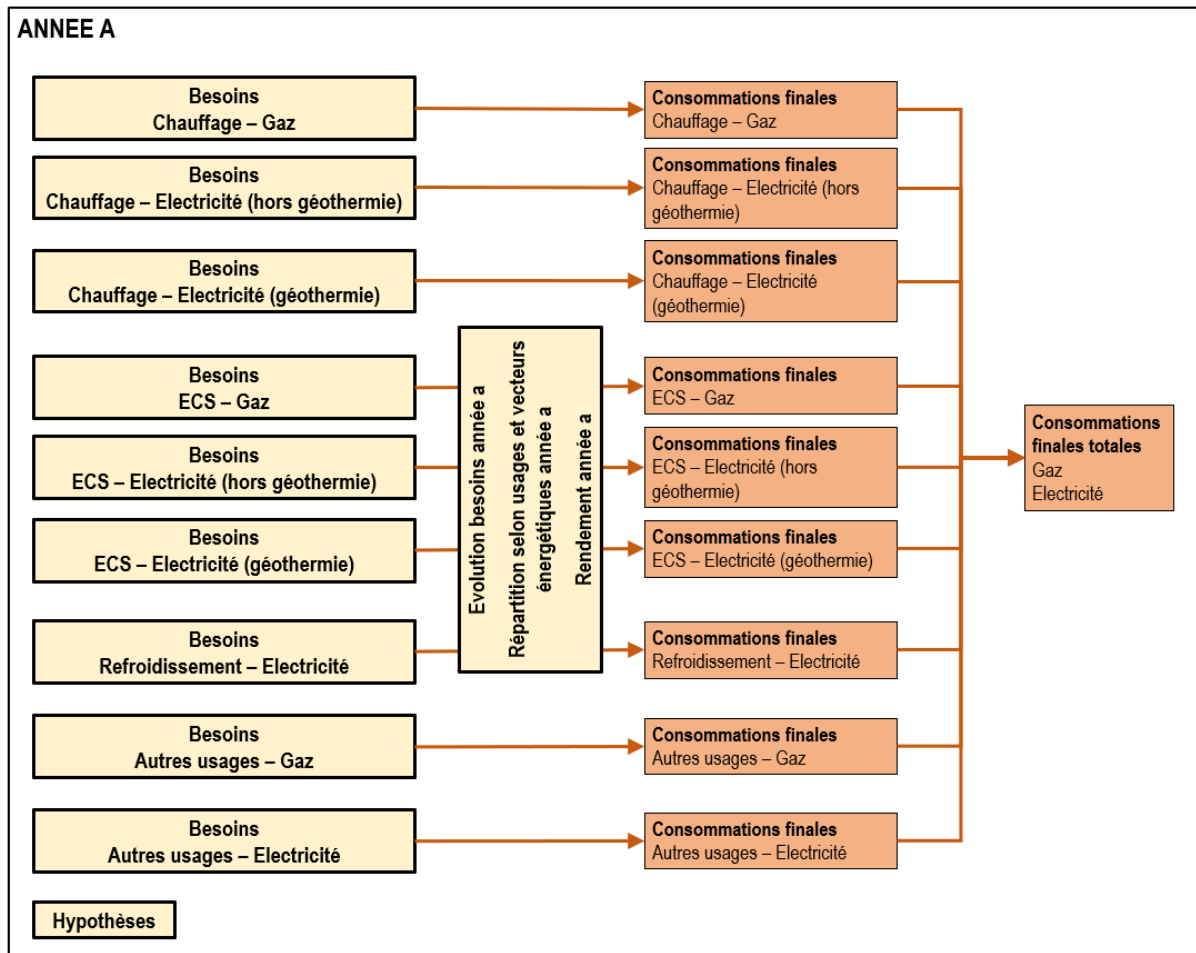 ANNEE A
Besoins
Chauffage – Gaz
Consommations finales
Chauffage – Gaz
Besoins
Chauffage – Electricité (hors géothermie)
Consommations finales
Chauffage – Electricité (hors
géothermie)
Besoins
Chauffage – Electricité (géothermie)
Consommations finales
Chauffage – Electricité
(géothermie)
Besoins
ECS – Gaz
Consommations finales
ECS – Gaz
Besoins
ECS – Electricité (hors géothermie)
Consommations finales
ECS – Electricité (hors
géothermie)
Besoins
ECS – Electricité (géothermie)
Consommations finales
ECS – Electricité (géothermie)
Besoins
Refroidissement – Electricité
Consommations finales
Refroidissement – Electricité
Besoins
Autres usages – Gaz
Consommations finales
Autres usages – Gaz
Besoins
Autres usages – Electricité
Consommations finales
Autres usages – Electricité
Evolution besoins année a
Répartition selon usages et vecteurs
énergétiques année a
Rendement année a
Consommations
finales totales
Gaz
Electricité
Hypothèses